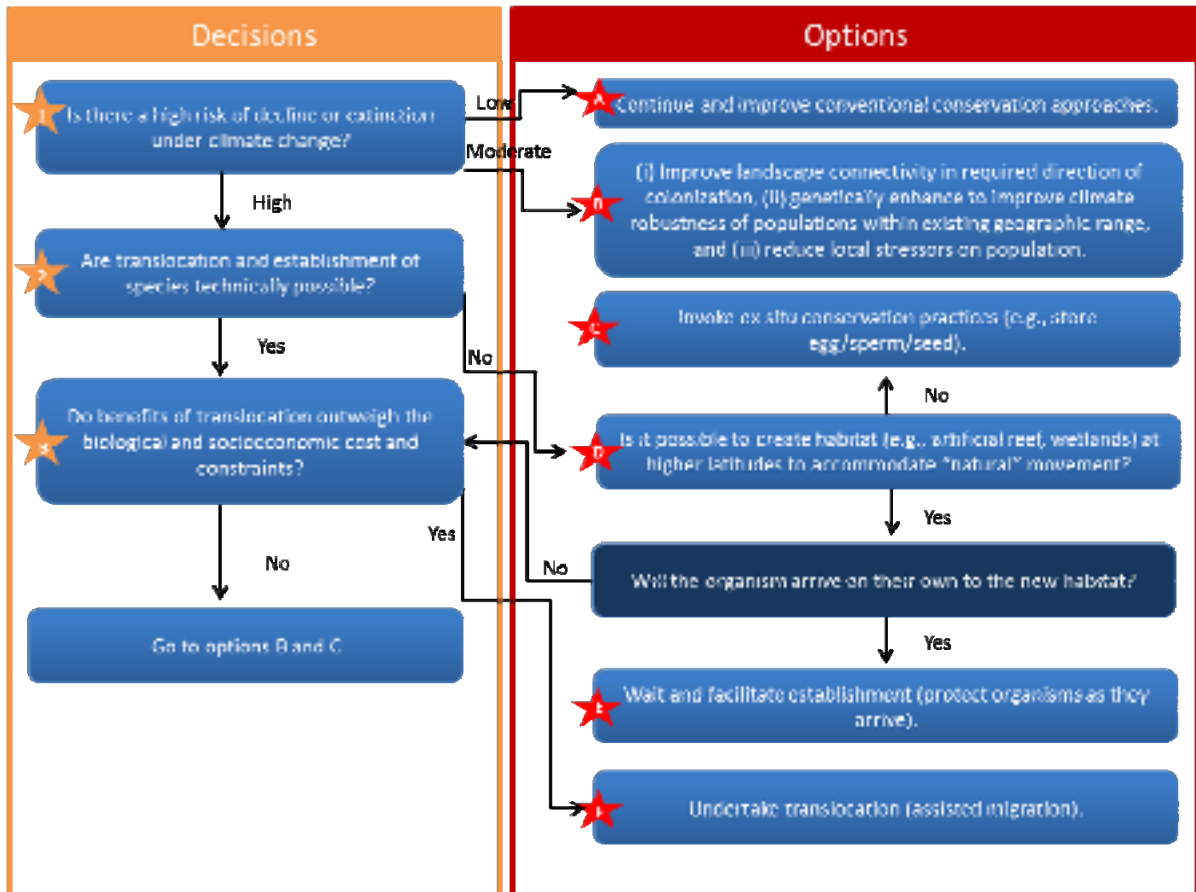 Decisions
Options
1
Is there a high risk of decline or extinction
under climate change?
Low
A
Continue and improve conventional conservation approaches.
Moderate
B
(i) Improve landscape connectivity in required direction of
colonization, (ii) genetically enhance to improve climate
robustness of populations within existing geographic range,
and (iii) reduce local stressors on population.
High
2
Are translocation and establishment of
species technically possible?
C
Invoke ex situ conservation practices (e.g., store
egg/sperm/seed).
Yes
No
No
3
Do benefits of translocation outweigh the
biological and socioeconomic cost and
constraints?
D
Is it possible to create habitat (e.g., artificial reef, wetlands) at
higher latitudes to accommodate "natural" movement?
Yes
Yes
No
No
Will the organism arrive on their own to the new habitat?
Go to options B and C
Yes
E
Wait and facilitate establishment (protect organisms as they
arrive).
F
Undertake translocation (assisted migration).